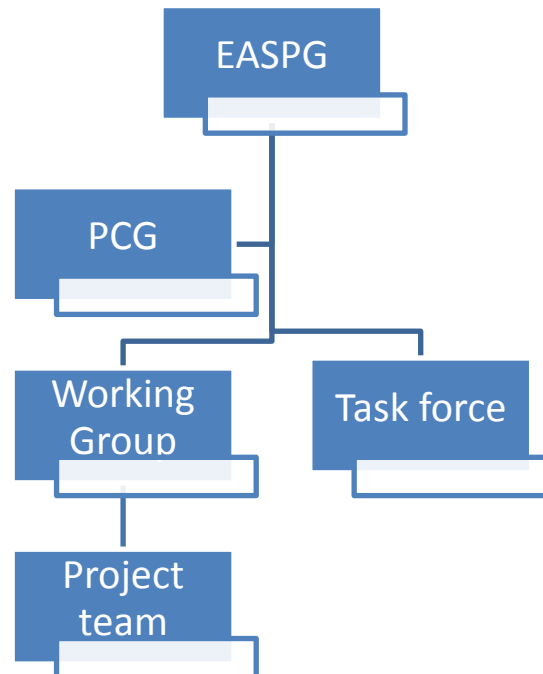 EASPG
PCG
Working
Group
Task force
Project
team